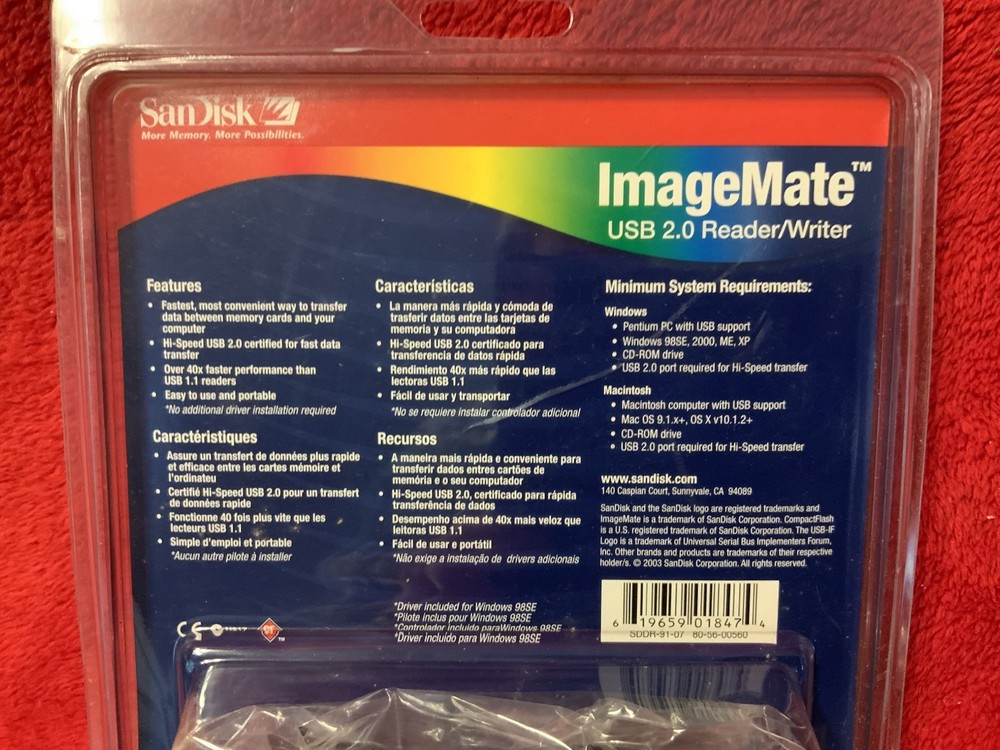 SanDisk
More Memory. More Possibilities.
ImageMate™
USB 2.0 Reader/Writer
Features
• Fastest, most convenient way to transfer
data between memory cards and your
computer
• Hi-Speed USB 2.0 certified for fast data
transfer
• Over 40x faster performance than
USB 1.1 readers
• Easy to use and portable
*No additional driver installation required
Caractéristiques
• Assure un transfert de données plus rapide
et efficace entre les cartes mémoire et
l'ordinateur
• Certifié Hi-Speed USB 2.0 pour un transfert
de données rapide
• Fonctionne 40 fois plus vite que les
lecteurs USB 1.1
• Simple d'emploi et portable
*Aucun autre pilote à installer
Características
• La manera más rápida y cómoda de
trasferir datos entre las tarjetas de
memoria y su computadora
• Hi-Speed USB 2.0 certificado para
transferencia de datos rápida
• Rendimiento 40x más rápido que las
lectoras USB 1.1
• Fácil de usar y transportar
*No se requiere instalar controlador adicional
Recursos
• A maneira mais rápida e conveniente para
transferir dados entres cartões de
memória e o seu computador
• Hi-Speed USB 2.0, certificado para rápida
transferência de dados
• Desempenho acima de 40x mais veloz que
leitoras USB 1.1
• Fácil de usar e portátil
*Não exige a instalação de drivers adicionais
*Driver included for Windows 98SE
*Pilote inclus pour Windows 98SE
*Controlador incluído paraWindows 98SE
*Driver incluído para Windows 98SE
Minimum System Requirements:
Windows
• Pentium PC with USB support
• Windows 98SE, 2000, ME, XP
• CD-ROM drive
• USB 2.0 port required for Hi-Speed transfer
Macintosh
• Macintosh computer with USB support
• Mac OS 9.1.x+, OS X v10.1.2+
• CD-ROM drive
• USB 2.0 port required for Hi-Speed transfer
www.sandisk.com
140 Caspian Court, Sunnyvale, CA 94089
SanDisk and the SanDisk logo are registered trademarks and
ImageMate is a trademark of SanDisk Corporation. CompactFlash
is a U.S. registered trademark of SanDisk Corporation. The USB-IF
Logo is a trademark of Universal Serial Bus Implementers Forum,
Inc. Other brands and products are trademarks of their respective
holder/s. © 2003 SanDisk Corporation. All rights reserved.
6 19659 01847 4
SDDR-91-07 80-56-00560
CE
CF™